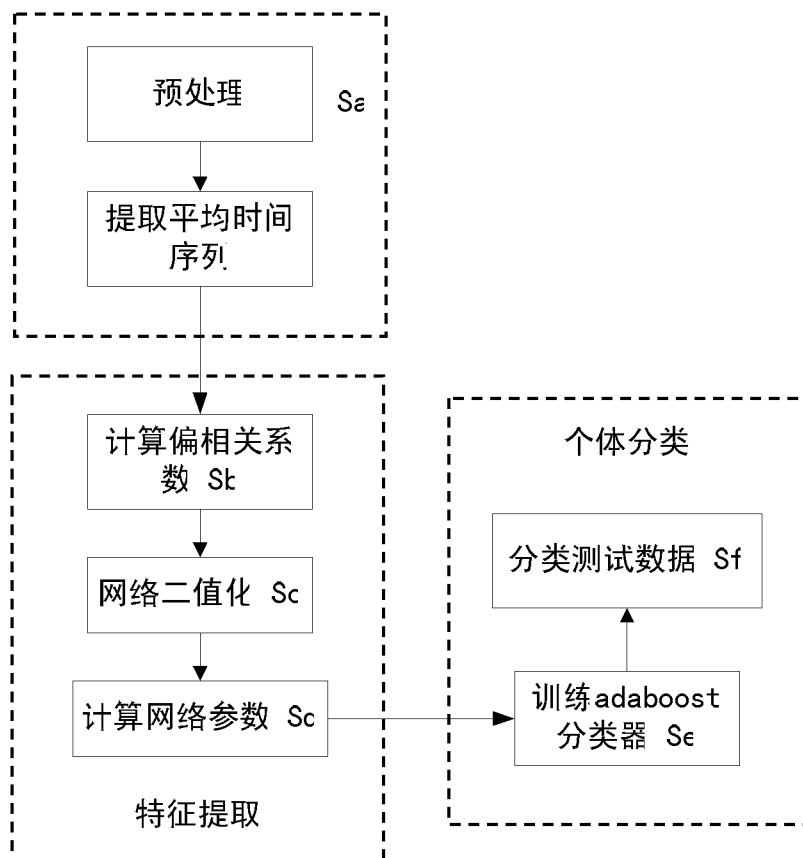 预处理 Sa
提取平均时间
序列
计算偏相关系
数 Sb
网络二值化 Sc
计算网络参数 Sd
特征提取
个体分类
分类测试数据 Sf
训练adaboost
分类器 Se